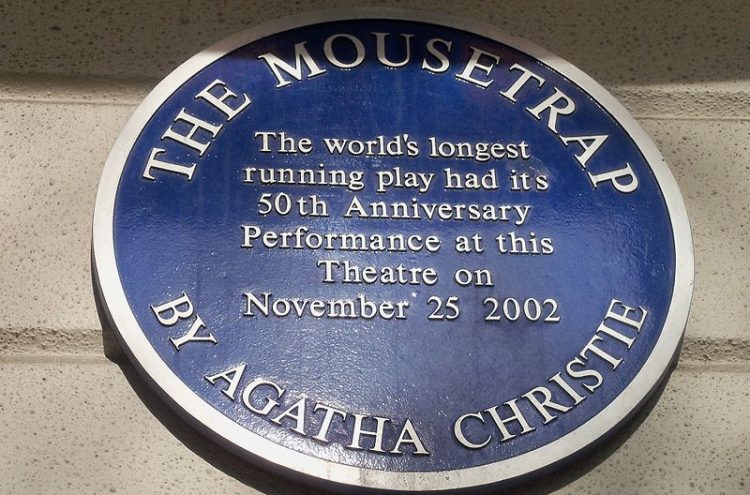 THE MOUSETRAP
The world's longest
running play had it's
50th Anniversary
Performance at this
Theatre on
November 25 2002
BY AGATHA CHRISTIE